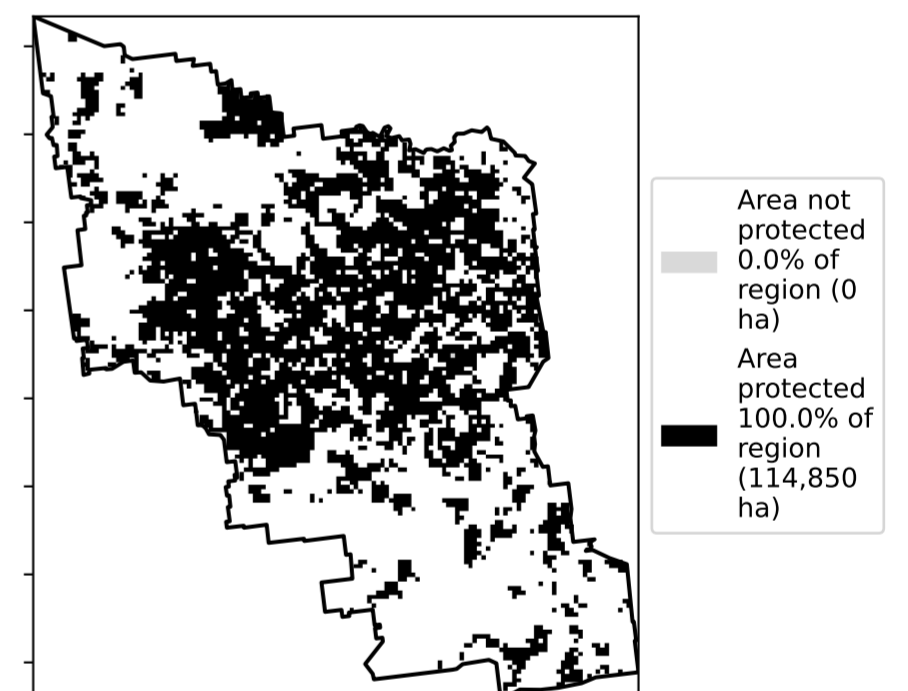 Area not
protected
0.0% of
region (0
ha)
Area
protected
100.0% of
region
(114,850
ha)